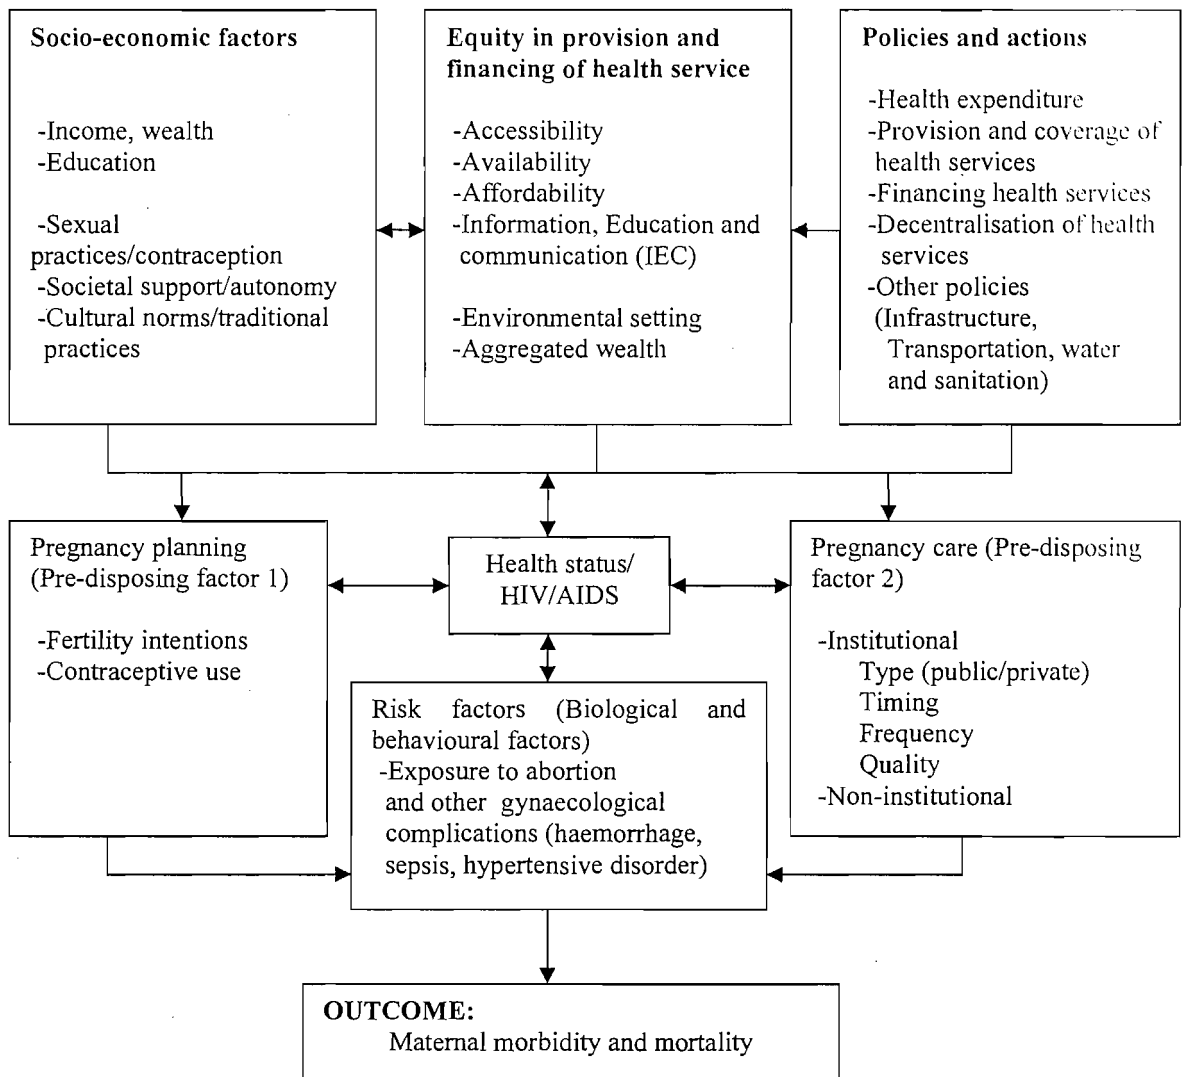 Socio-economic factors
-Income, wealth
-Education
-Sexual
practices/contraception
-Societal support/autonomy
-Cultural norms/traditional
practices
Equity in provision and
financing of health service
-Accessibility
-Availability
-Affordability
-Information, Education and
communication (IEC)
-Environmental setting
-Aggregated wealth
Policies and actions
-Health expenditure
-Provision and coverage of
health services
-Financing health services
-Decentralisation of health
services
-Other policies
(Infrastructure,
Transportation, water
and sanitation)
Pregnancy planning
(Pre-disposing factor 1)
-Fertility intentions
-Contraceptive use
Health status/
HIV/AIDS
Pregnancy care (Pre-disposing
factor 2)
-Institutional
Type (public/private)
Timing
Frequency
Quality
-Non-institutional
Risk factors (Biological and
behavioural factors)
-Exposure to abortion
and other gynaecological
complications (haemorrhage,
sepsis, hypertensive disorder)
OUTCOME:
Maternal morbidity and mortality